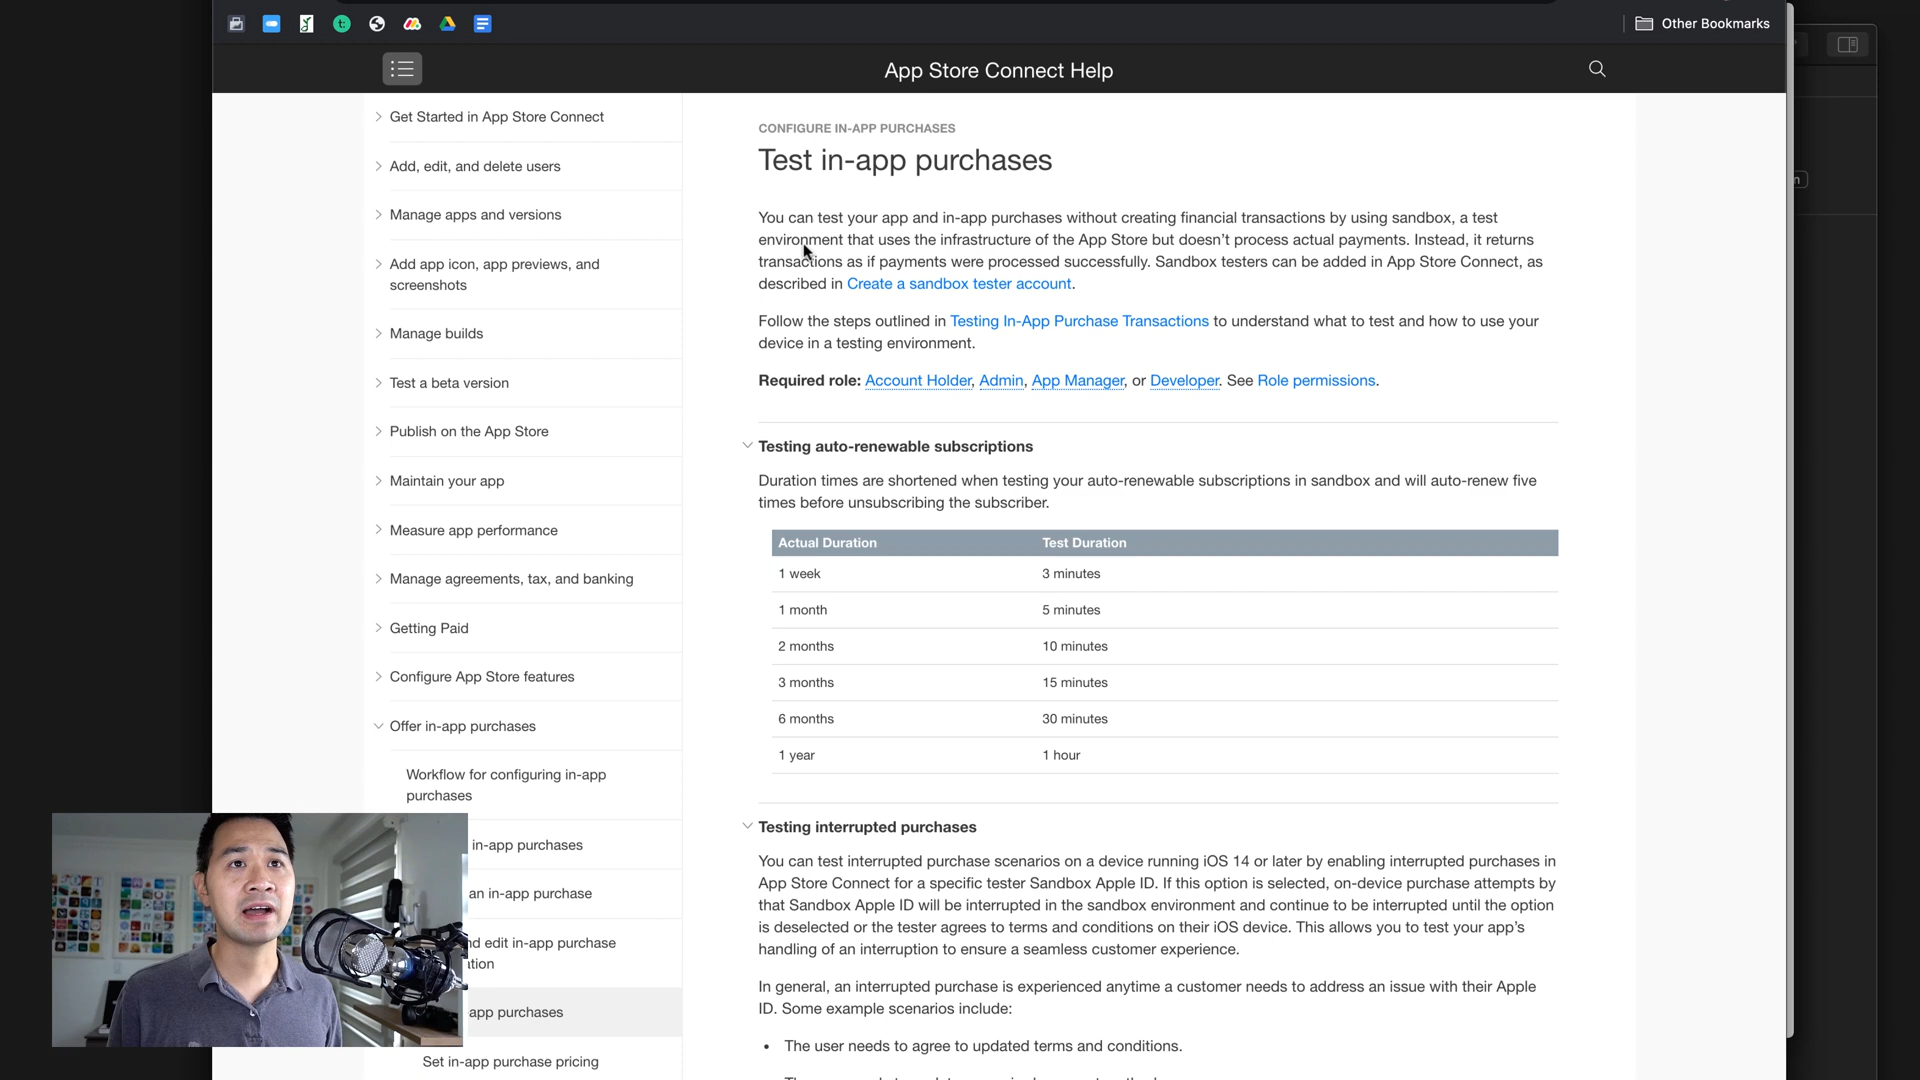 Other Bookmarks
App Store Connect Help
Get Started in App Store Connect
Add, edit, and delete users
Manage apps and versions
Add app icon, app previews, and
screenshots
Manage builds
Test a beta version
Publish on the App Store
Maintain your app
Measure app performance
Manage agreements, tax, and banking
Getting Paid
Configure App Store features
Offer in-app purchases
Workflow for configuring in-app
purchases
in-app purchases
an in-app purchase
edit in-app purchase
app purchases
Set in-app purchase pricing
CONFIGURE IN-APP PURCHASES
Test in-app purchases
You can test your app and in-app purchases without creating financial transactions by using sandbox, a test
environment that uses the infrastructure of the App Store but doesn’t process actual payments. Instead, it returns
transactions as if payments were processed successfully. Sandbox testers can be added in App Store Connect, as
described in Create a sandbox tester account.
Follow the steps outlined in Testing In-App Purchase Transactions to understand what to test and how to use your
device in a testing environment.
Required role: Account Holder, Admin, App Manager, or Developer. See Role permissions.
Testing auto-renewable subscriptions
Duration times are shortened when testing your auto-renewable subscriptions in sandbox and will auto-renew five
times before unsubscribing the subscriber.
Actual Duration Test Duration
1 week 3 minutes
1 month 5 minutes
2 months 10 minutes
3 months 15 minutes
6 months 30 minutes
1 year 1 hour
Testing interrupted purchases
You can test interrupted purchase scenarios on a device running iOS 14 or later by enabling interrupted purchases in
App Store Connect for a specific tester Sandbox Apple ID. If this option is selected, on-device purchase attempts by
that Sandbox Apple ID will be interrupted in the sandbox environment and continue to be interrupted until the option
is deselected or the tester agrees to terms and conditions on their iOS device. This allows you to test your app’s
handling of an interruption to ensure a seamless customer experience.
In general, an interrupted purchase is experienced anytime a customer needs to address an issue with their Apple
ID. Some example scenarios include:
• The user needs to agree to updated terms and conditions.